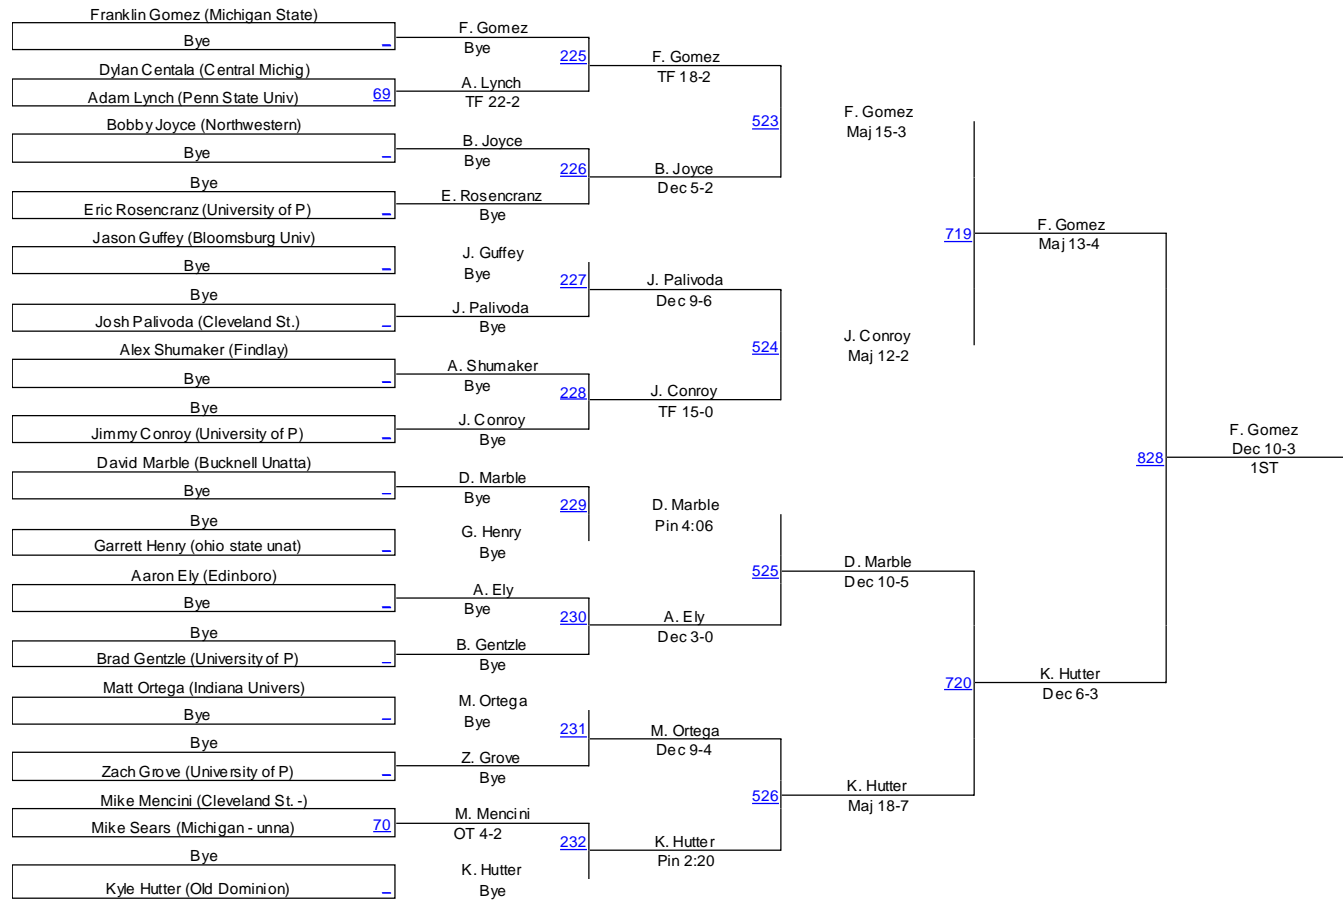 Franklin Gomez (Michigan State)
Bye
Dylan Centala (Central Michig)
Adam Lynch (Penn State Univ) 69
Bobby Joyce (Northwestern)
Bye
Bye
Eric Rosencranz (University of P)
Jason Guffey (Bloomsburg Univ)
Bye
Bye
Josh Palivoda (Cleveland St.)
Alex Shumaker (Findlay)
Bye
Bye
Jimmy Conroy (University of P)
David Marble (Bucknell Unatta)
Bye
Bye
Garrett Henry (ohio state unat)
Aaron Ely (Edinboro)
Bye
Bye
Brad Gentzle (University of P)
Matt Ortega (Indiana Univers)
Bye
Bye
Zach Grove (University of P)
Mike Mencini (Cleveland St. -)
Mike Sears (Michigan - unna) 70
Bye
Kyle Hutter (Old Dominion)
F. Gomez
Bye
225
A. Lynch
TF 22-2
B. Joyce
Bye
226
E. Rosencranz
Bye
J. Guffey
Bye
227
J. Palivoda
Bye
A. Shumaker
Bye
228
J. Conroy
Bye
D. Marble
Bye
229
G. Henry
Bye
A. Ely
Bye
230
B. Gentzle
Bye
M. Ortega
Bye
231
Z. Grove
Bye
M. Mencini
OT 4-2
232
K. Hutter
Bye
F. Gomez
TF 18-2
523
B. Joyce
Dec 5-2
J. Palivoda
Dec 9-6
524
J. Conroy
TF 15-0
D. Marble
Pin 4:06
525
A. Ely
Dec 3-0
M. Ortega
Dec 9-4
526
K. Hutter
Pin 2:20
F. Gomez
Maj 15-3
719
J. Conroy
Maj 12-2
D. Marble
Dec 10-5
720
K. Hutter
Maj 18-7
F. Gomez
Maj 13-4
828
K. Hutter
Dec 6-3
F. Gomez
Dec 10-3
1ST